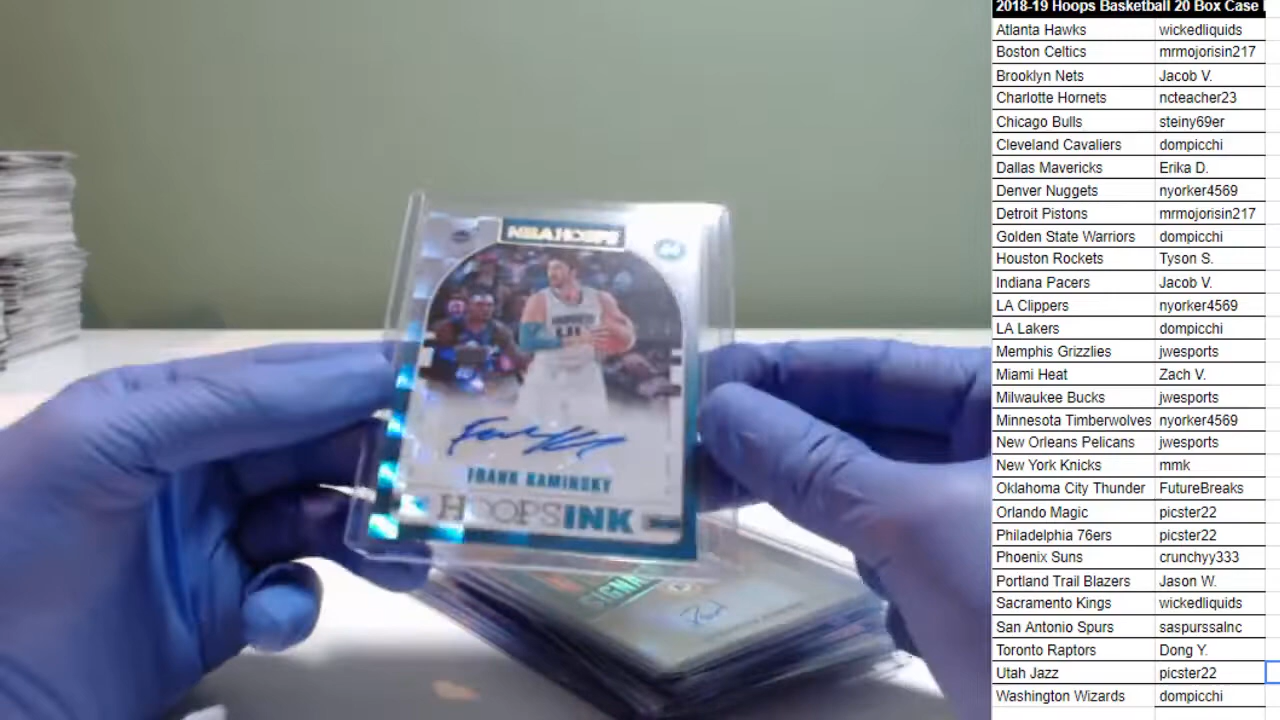 NBA HOOPS
44
FRANK KAMINSKY
HOOPSINK
SIGNA
2018-19 Hoops Basketball 20 Box Case
Atlanta Hawks wickedliquids
Boston Celtics mrmojorisin217
Brooklyn Nets Jacob V.
Charlotte Hornets ncteacher23
Chicago Bulls steiny69er
Cleveland Cavaliers dompicchi
Dallas Mavericks Erika D.
Denver Nuggets nyorker4569
Detroit Pistons mrmojorisin217
Golden State Warriors dompicchi
Houston Rockets Tyson S.
Indiana Pacers Jacob V.
LA Clippers nyorker4569
LA Lakers dompicchi
Memphis Grizzlies jwesports
Miami Heat Zach V.
Milwaukee Bucks jwesports
Minnesota Timberwolves nyorker4569
New Orleans Pelicans jwesports
New York Knicks mmk
Oklahoma City Thunder FutureBreaks
Orlando Magic picster22
Philadelphia 76ers picster22
Phoenix Suns crunchyy333
Portland Trail Blazers Jason W.
Sacramento Kings wickedliquids
San Antonio Spurs saspurssaInc
Toronto Raptors Dong Y.
Utah Jazz picster22
Washington Wizards dompicchi